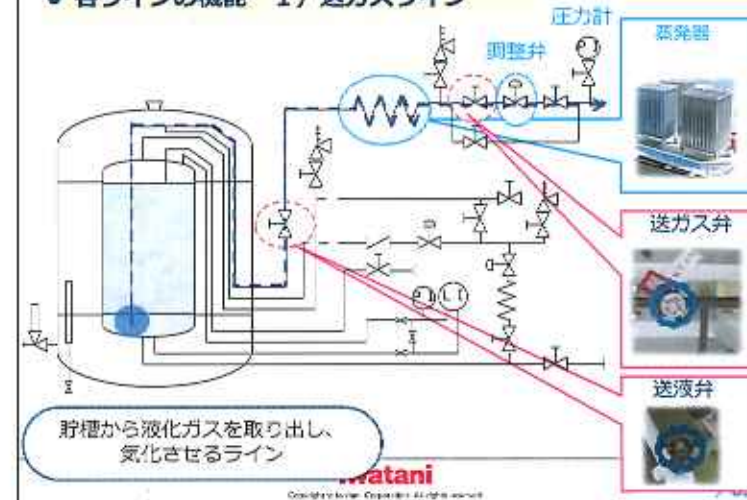 各ラインの機能 1）送ガスライン
圧力計
調整弁
蒸発器
送ガス弁
送液弁
貯槽から液化ガスを取り出し、
気化させるライン
Iwatani